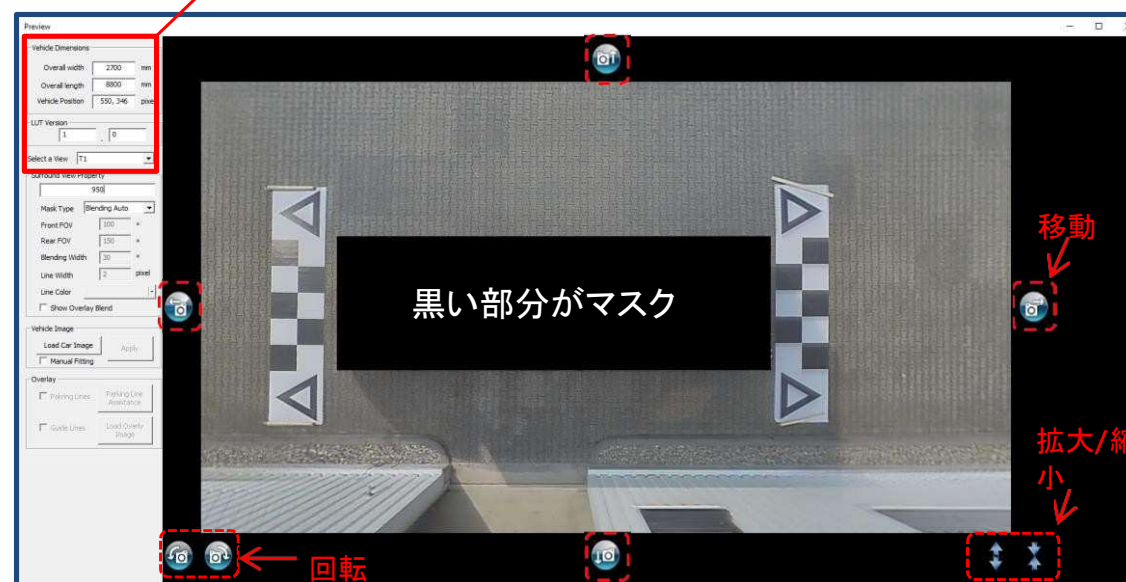 Preview
Vehicle Dimensions
Overall width 2700 mm
Overall length 8800 mm
Vehicle Position 550, 346 pixel
LUT Version
1 . 0
Select a View T1
Surround View Property
950
Mask Type Blending Auto
Front FOV 100 °
Rear FOV 150 °
Blending Width 30 °
Line Width 2 pixel
Line Color
Show Overlay Blend
Vehicle Image
Load Car Image Apply
Manual Fitting
Overlay
Parking Lines Parking Line
Assistance
Guide Lines Load Overly
Image
黒い部分がマスク
移動
拡大/縮
小
回転